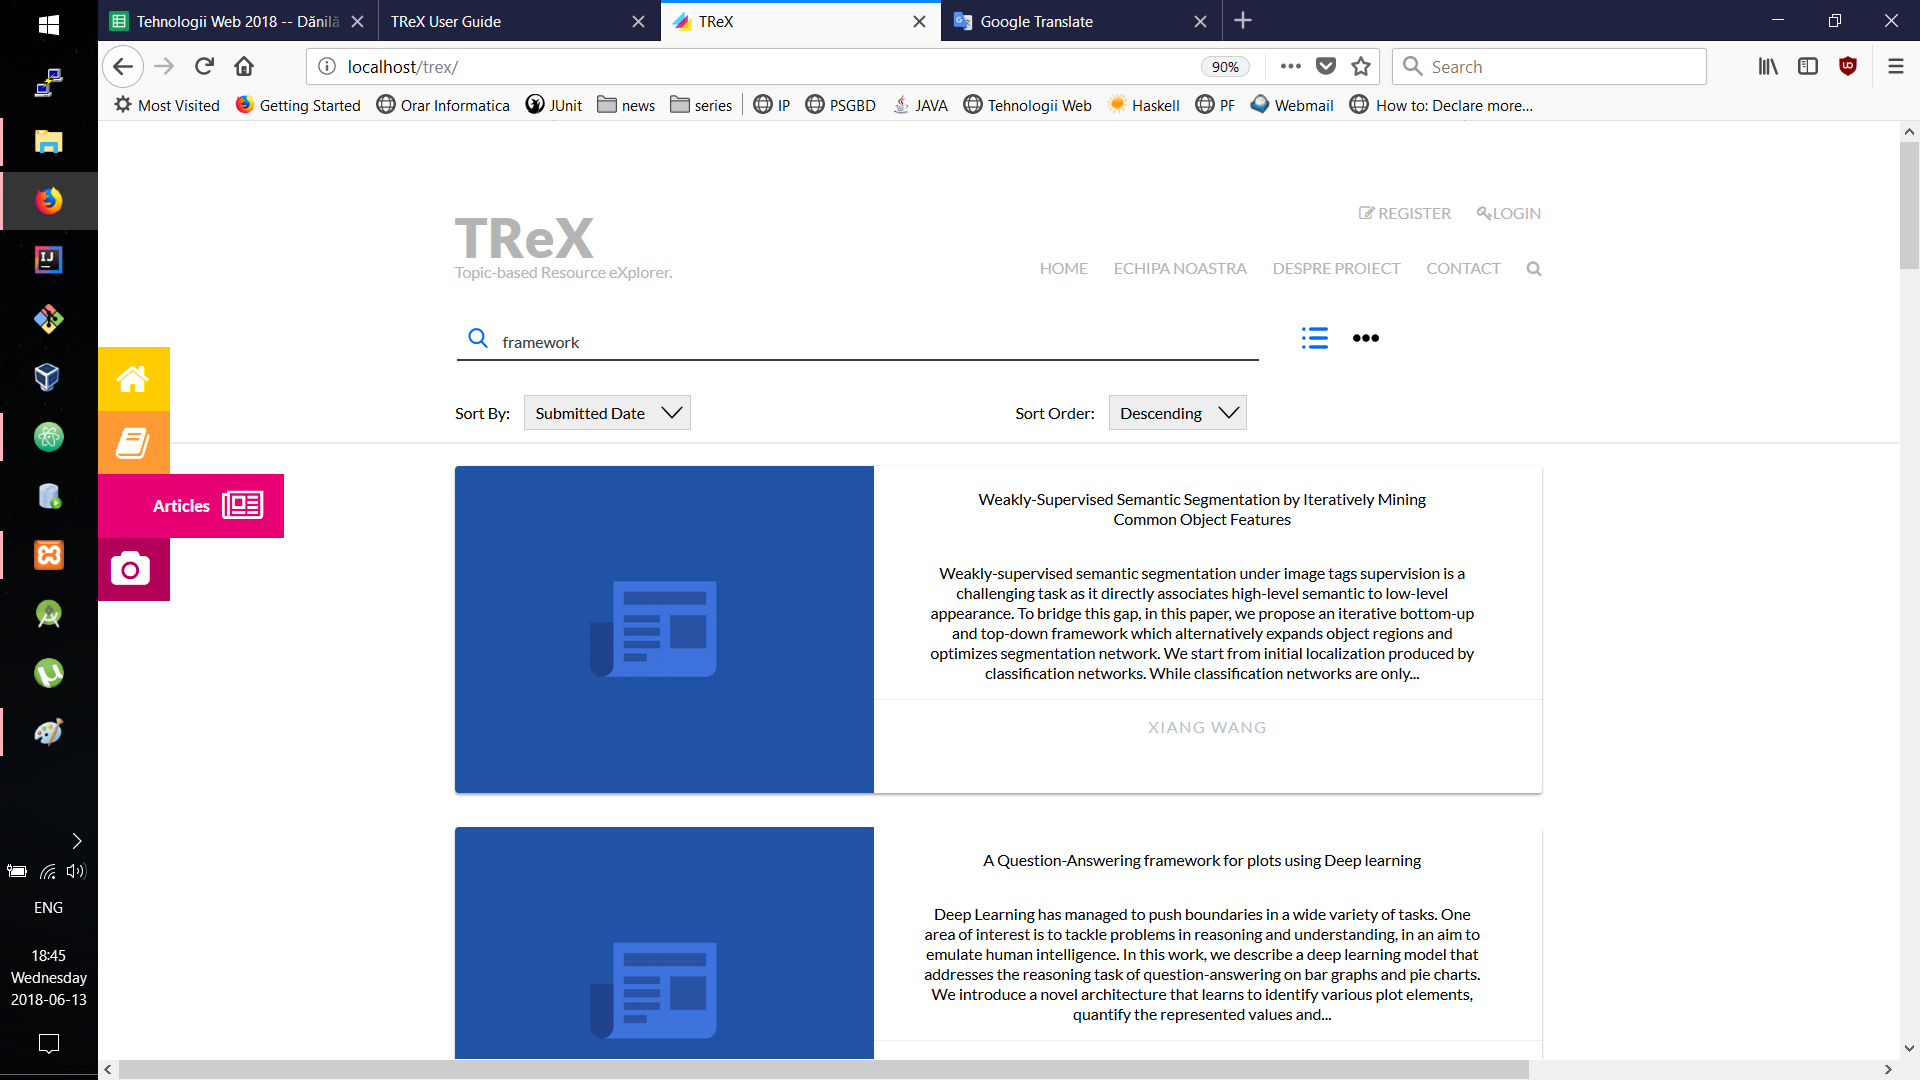 Tehnologii Web 2018 -- Dănilă
TReX User Guide
TReX
Google Translate
localhost/trex/
90%
Search
Most Visited
Getting Started
Orar Informatica
JUnit
news
series
IP
PSGBD
JAVA
Tehnologii Web
Haskell
PF
Webmail
How to: Declare more...
REGISTER
LOGIN
TReX
Topic-based Resource eXplorer.
HOME
ECHIPA NOASTRA
DESPRE PROIECT
CONTACT
framework
Sort By:
Submitted Date
Sort Order:
Descending
Articles
Weakly-Supervised Semantic Segmentation by Iteratively Mining
Common Object Features
Weakly-supervised semantic segmentation under image tags supervision is a
challenging task as it directly associates high-level semantic to low-level
appearance. To bridge this gap, in this paper, we propose an iterative bottom-up
and top-down framework which alternatively expands object regions and
optimizes segmentation network. We start from initial localization produced by
classification networks. While classification networks are only...
XIANG WANG
A Question-Answering framework for plots using Deep learning
Deep Learning has managed to push boundaries in a wide variety of tasks. One
area of interest is to tackle problems in reasoning and understanding, in an aim to
emulate human intelligence. In this work, we describe a deep learning model that
addresses the reasoning task of question-answering on bar graphs and pie charts.
We introduce a novel architecture that learns to identify various plot elements,
quantify the represented values and...
ENG
18:45
Wednesday
2018-06-13